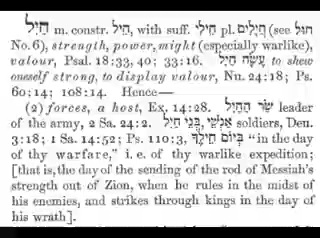 חַיִל m. constr. חֵיל, with suff. חֵילִי pl. חֲיָלִים (see חוּל
No. 6), strength, power, might (especially warlike),
valour, Psal. 18:33, 40; 33:16. עָשָׂה חַיִל to shew
oneself strong, to display valour, Nu. 24:18; Ps.
60:14; 108:14. Hence—
(2) forces, a host, Ex. 14:28. שַׂר הַחַיִל leader
of the army, 2 Sa. 24:2. אַנְשֵׁי, בְּנֵי חַיִל soldiers, Deu.
3:18; 1 Sa. 14:52; Ps. 110:3, בְּיוֹם חֵילֶךָ "in the day
of thy warfare," i. e. of thy warlike expedition;
[that is, the day of the sending of the rod of Messiah's
strength out of Zion, when he rules in the midst of
his enemies, and strikes through kings in the day of
his wrath].